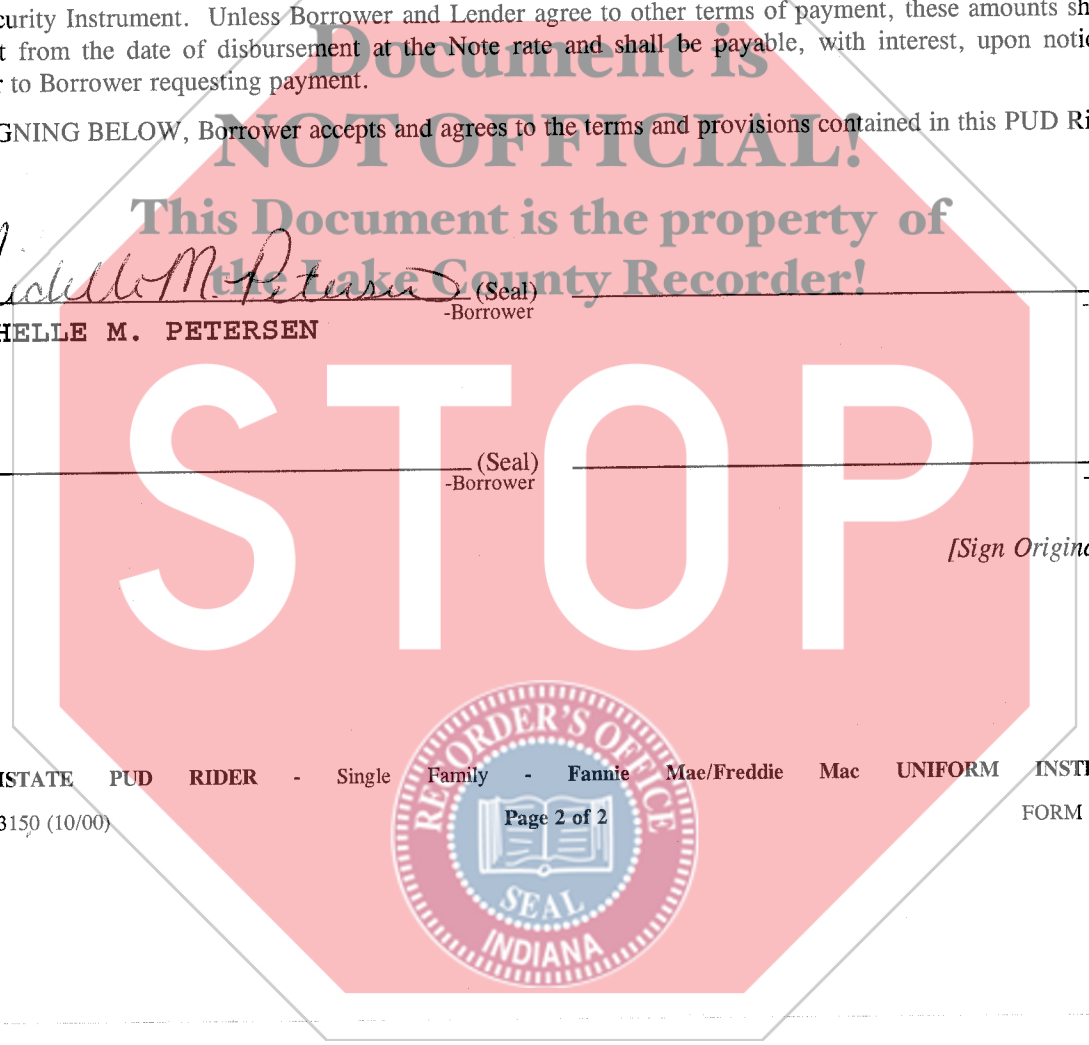 curity Instrument. Unless Borrower and Lender agree to other terms of payment, these amounts sh
t from the date of disbursement at the Note rate and shall be payable, with interest, upon notic
r to Borrower requesting payment.
Document is
GNING BELOW, Borrower accepts and agrees to the terms and provisions contained in this PUD Ri
NOT OFFICIAL!
This Document is the property of
the Lake County Recorder!
ichelle M. Petersen (Seal)
-Borrower
HELLE M. PETERSEN
STOP
(Seal)
-Borrower
[Sign Origina
ISTATE PUD RIDER - Single Family - Fannie Mae/Freddie Mac UNIFORM INSTI
3150 (10/00)
Page 2 of 2
FORM
RECORDER'S OFFICE
SEAL
INDIANA